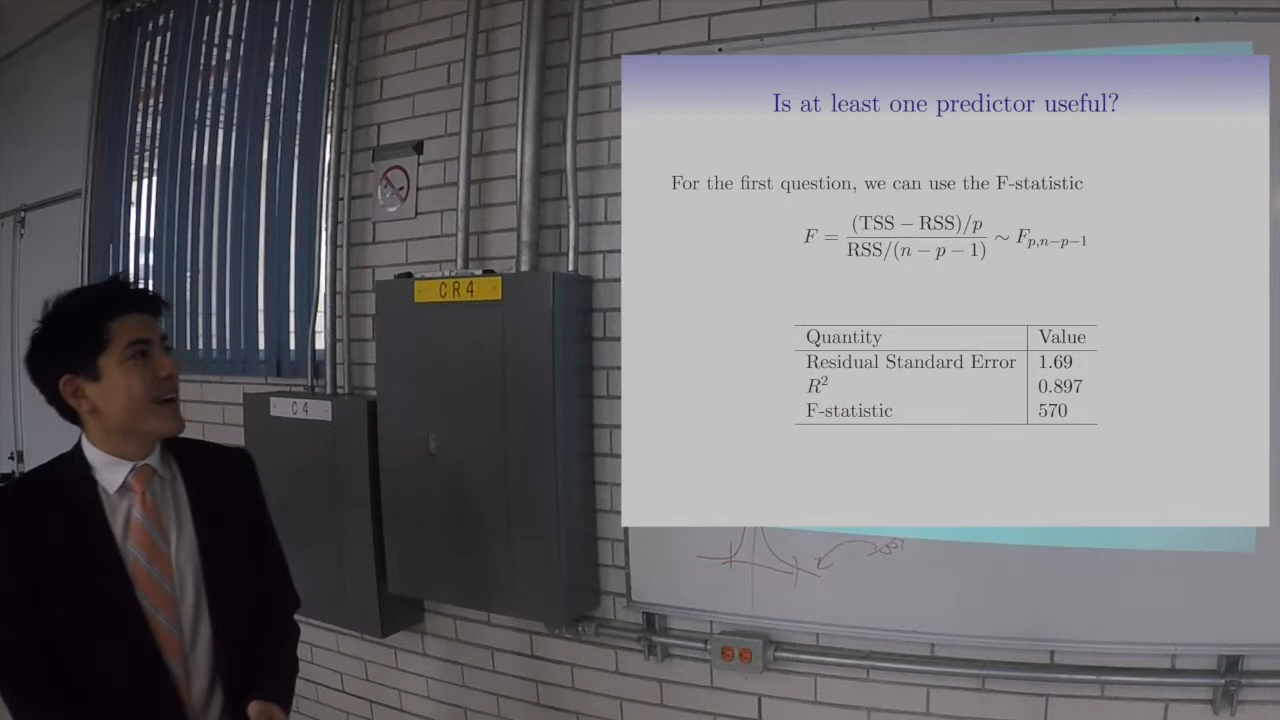 Is at least one predictor useful?
For the first question, we can use the F-statistic
F = (TSS − RSS)/p / RSS/(n − p − 1) ∼ F_{p,n−p−1}
Quantity Value
Residual Standard Error 1.69
R² 0.897
F-statistic 570
CR4
C4